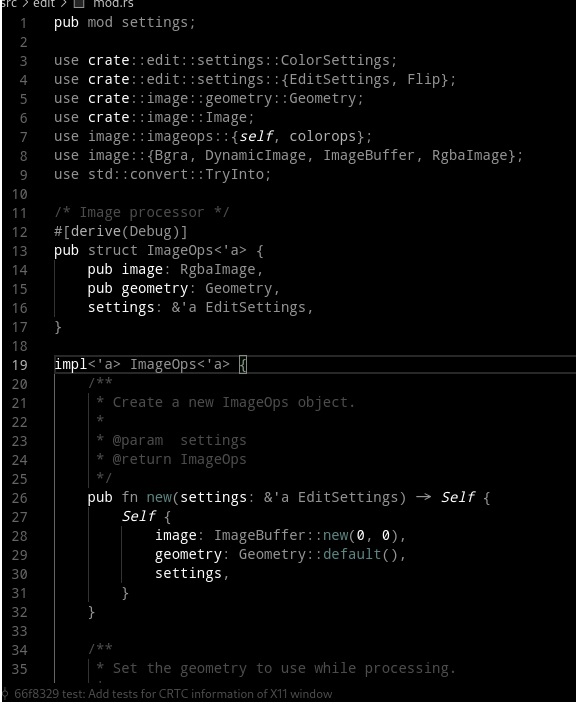 src > edit > mod.rs
1 pub mod settings;
2
3 use crate::edit::settings::ColorSettings;
4 use crate::edit::settings::{EditSettings, Flip};
5 use crate::image::geometry::Geometry;
6 use crate::image::Image;
7 use image::imageops::{self, colorops};
8 use image::{Bgra, DynamicImage, ImageBuffer, RgbaImage};
9 use std::convert::TryInto;
10
11 /* Image processor */
12 #[derive(Debug)]
13 pub struct ImageOps<'a> {
14     pub image: RgbaImage,
15     pub geometry: Geometry,
16     settings: &'a EditSettings,
17 }
18
19 impl<'a> ImageOps<'a> {
20     /**
21      * Create a new ImageOps object.
22      *
23      * @param  settings
24      * @return ImageOps
25      */
26     pub fn new(settings: &'a EditSettings) → Self {
27         Self {
28             image: ImageBuffer::new(0, 0),
29             geometry: Geometry::default(),
30             settings,
31         }
32     }
33
34     /**
35      * Set the geometry to use while processing.
66f8329 test: Add tests for CRTC information of X11 window